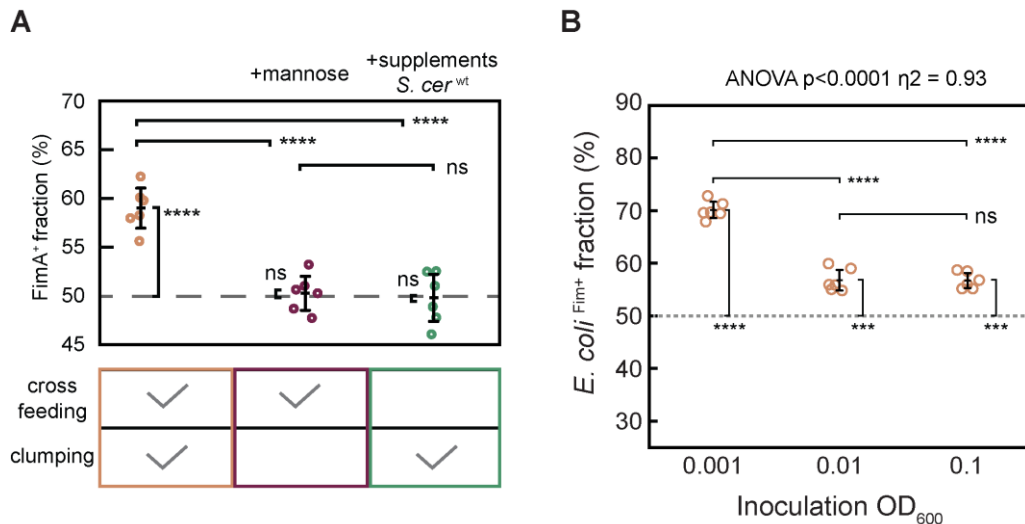 A
+mannose
+supplements
S. cer wt
FimA+ fraction (%)
70
65
60
55
50
45
****
****
****
ns
ns
ns
cross
feeding
clumping
B
ANOVA p<0.0001 η2 = 0.93
E. coli Fim+ fraction (%)
90
80
70
60
50
40
30
****
****
ns
****
***
***
0.001 0.01 0.1
Inoculation OD600